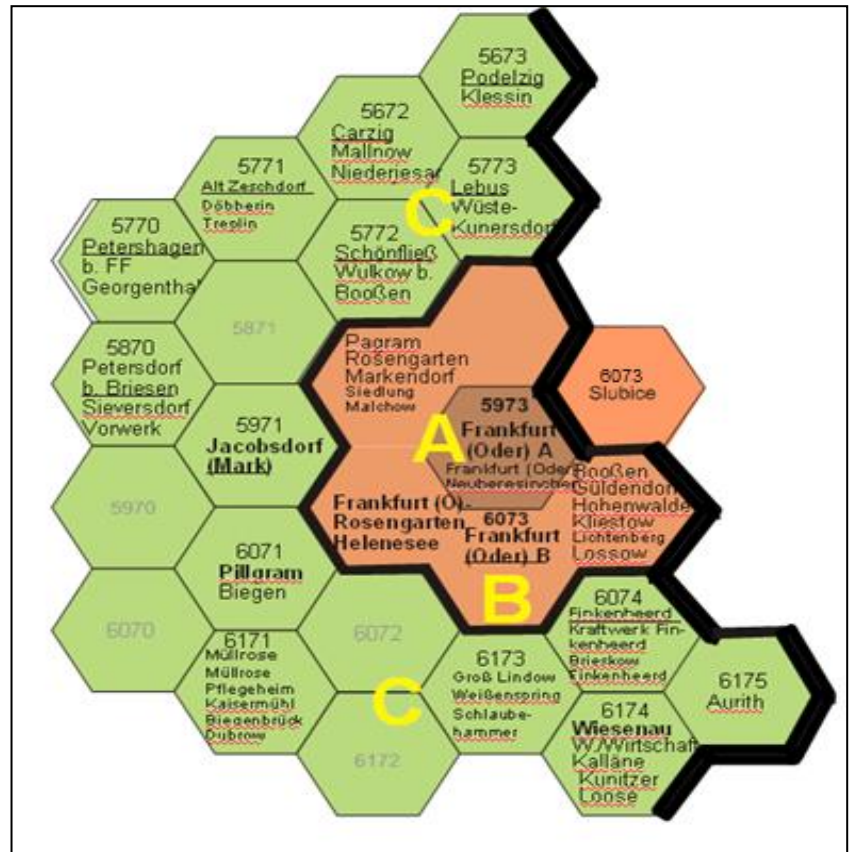 5673
Podelzig
Klessin
5672
Carzig
Mallnow
Niederjesar
5771
Alt Zeschdorf
Döbberin
Treplin
5773
Lebus
Wüste-
Kunersdorf
C
5770
Petershagen
b. FF
Georgenthal
5772
Schönfließ
Wulkow b.
Booßen
5871
5870
Petersdorf
b. Briesen
Sieversdorf
Vorwerk
Pagram
Rosengarten
Markendorf
Siedlung
Malchow
6073
Slubice
5971
Jacobsdorf
(Mark)
A
5973
Frankfurt
(Oder) A
Frankfurt (Oder)
Neuberesinchen
Booßen
Güldendorf
Hohenwalde
Kliestow
Lichtenberg
Lossow
5970
Frankfurt (O)-
Rosengarten
Helenesee
6073
Frankfurt
(Oder) B
B
6071
Pillgram
Biegen
6070
6072
6074
Finkenheerd
Kraftwerk Fin-
kenheerd
Brieskow
Finkenheerd
6171
Müllrose
Müllrose
Pflegeheim
Kaisermühl
Biegenbrück
Dubrow
C
6173
Groß Lindow
Weißenspring
Schlaube-
hammer
6175
Aurith
6172
6174
Wiesenau
W./Wirtschaft
Kalläne
Kunitzer
Loose